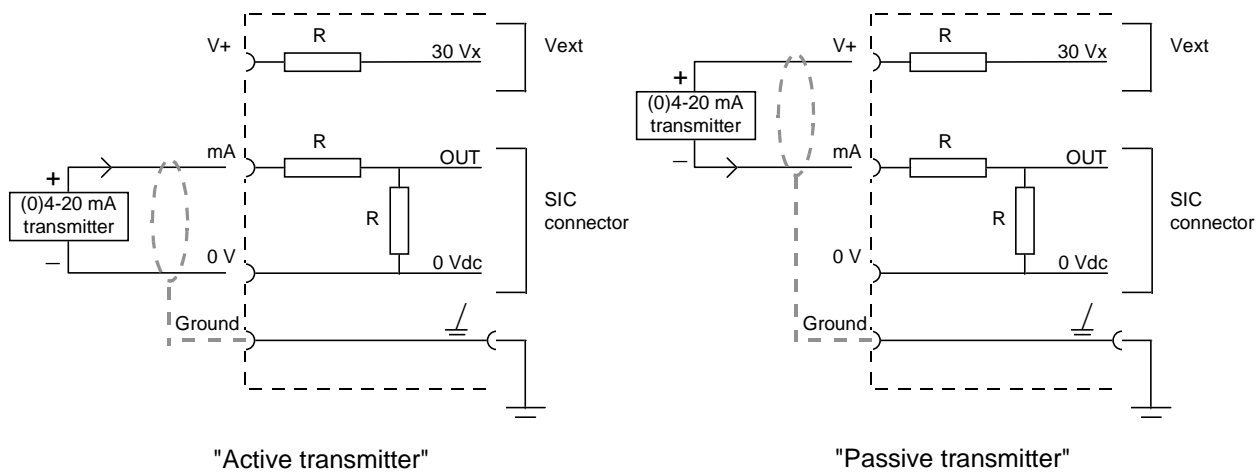 V+
R
30 Vx
Vext
mA
R
OUT
+
(0)4-20 mA
transmitter
–
R
SIC
connector
0 V
0 Vdc
Ground
"Active transmitter"
V+
R
30 Vx
Vext
+
(0)4-20 mA
transmitter
–
mA
R
OUT
R
SIC
connector
0 V
0 Vdc
Ground
"Passive transmitter"